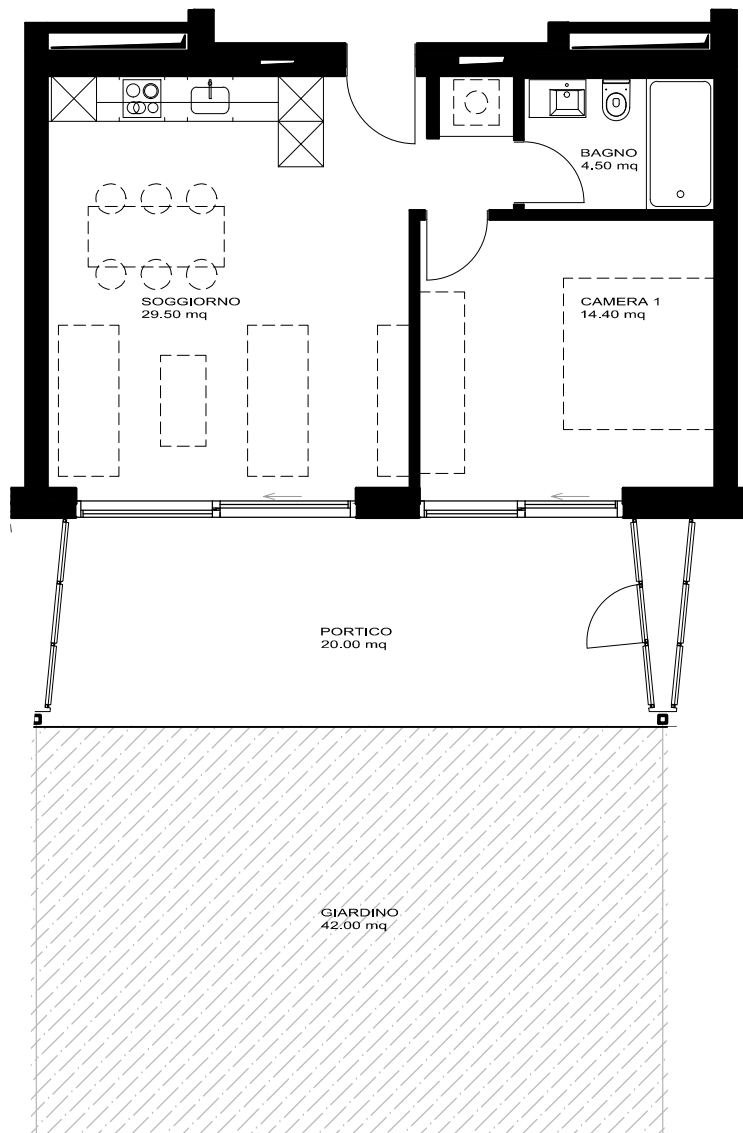 BAGNO
4.50 mq
SOGGIORNO
29.50 mq
CAMERA 1
14.40 mq
PORTICO
20.00 mq
GIARDINO
42.00 mq